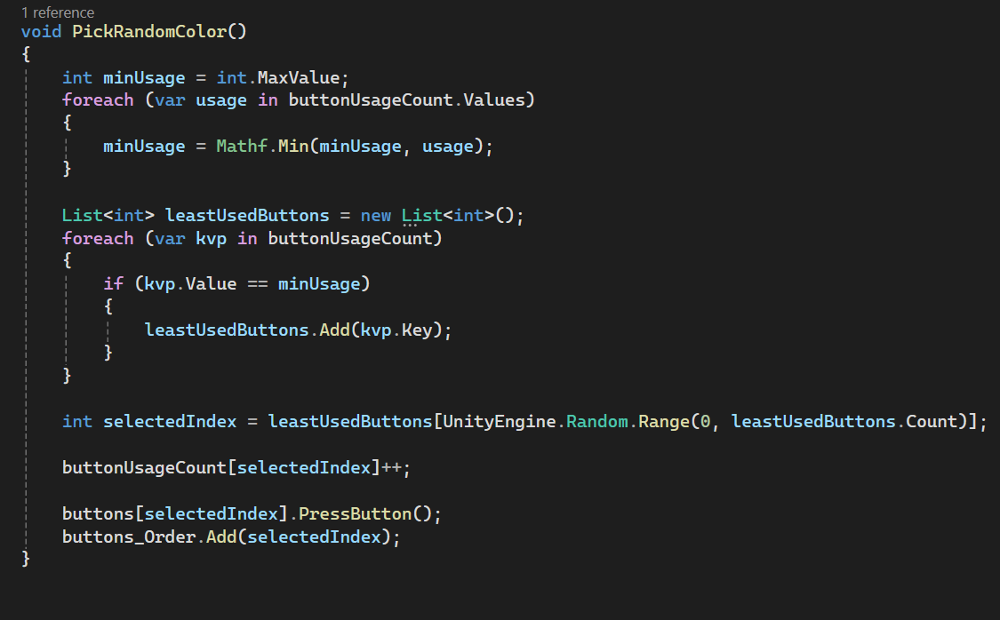 1 reference
void PickRandomColor()
{
    int minUsage = int.MaxValue;
    foreach (var usage in buttonUsageCount.Values)
    {
        minUsage = Mathf.Min(minUsage, usage);
    }

    List<int> leastUsedButtons = new List<int>();
    foreach (var kvp in buttonUsageCount)
    {
        if (kvp.Value == minUsage)
        {
            leastUsedButtons.Add(kvp.Key);
        }
    }

    int selectedIndex = leastUsedButtons[UnityEngine.Random.Range(0, leastUsedButtons.Count)];

    buttonUsageCount[selectedIndex]++;

    buttons[selectedIndex].PressButton();
    buttons_Order.Add(selectedIndex);
}